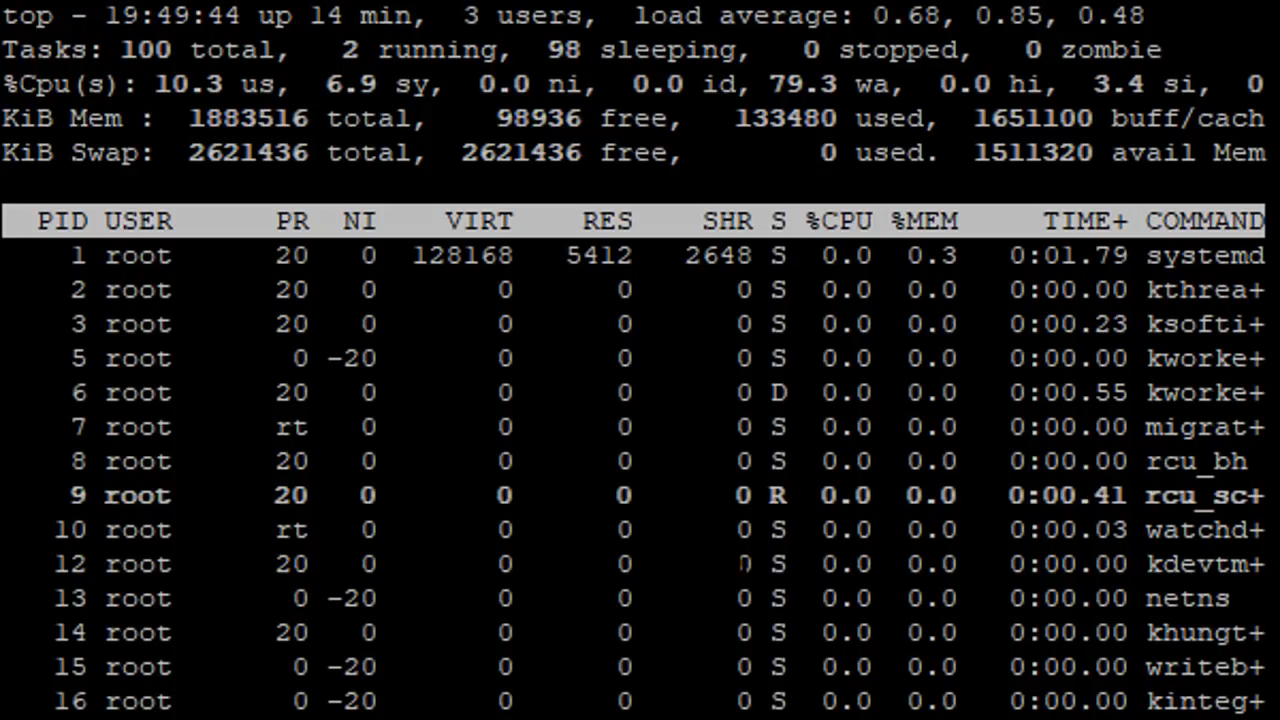 top - 19:49:44 up 14 min,  3 users,  load average: 0.68, 0.85, 0.48
Tasks: 100 total,   2 running,  98 sleeping,   0 stopped,   0 zombie
%Cpu(s): 10.3 us,  6.9 sy,  0.0 ni,  0.0 id, 79.3 wa,  0.0 hi,  3.4 si,  0
KiB Mem :  1883516 total,    98936 free,   133480 used,  1651100 buff/cach
KiB Swap:  2621436 total,  2621436 free,        0 used.  1511320 avail Mem
PID USER      PR  NI    VIRT    RES    SHR S %CPU %MEM     TIME+ COMMAND
1 root      20   0  128168   5412   2648 S  0.0  0.3   0:01.79 systemd
2 root      20   0       0      0      0 S  0.0  0.0   0:00.00 kthrea+
3 root      20   0       0      0      0 S  0.0  0.0   0:00.23 ksofti+
5 root       0 -20       0      0      0 S  0.0  0.0   0:00.00 kworke+
6 root      20   0       0      0      0 D  0.0  0.0   0:00.55 kworke+
7 root      rt   0       0      0      0 S  0.0  0.0   0:00.00 migrat+
8 root      20   0       0      0      0 S  0.0  0.0   0:00.00 rcu_bh
9 root      20   0       0      0      0 R  0.0  0.0   0:00.41 rcu_sc+
10 root      rt   0       0      0      0 S  0.0  0.0   0:00.03 watchd+
12 root      20   0       0      0      0 S  0.0  0.0   0:00.00 kdevtm+
13 root       0 -20       0      0      0 S  0.0  0.0   0:00.00 netns
14 root      20   0       0      0      0 S  0.0  0.0   0:00.00 khungt+
15 root       0 -20       0      0      0 S  0.0  0.0   0:00.00 writeb+
16 root       0 -20       0      0      0 S  0.0  0.0   0:00.00 kinteg+